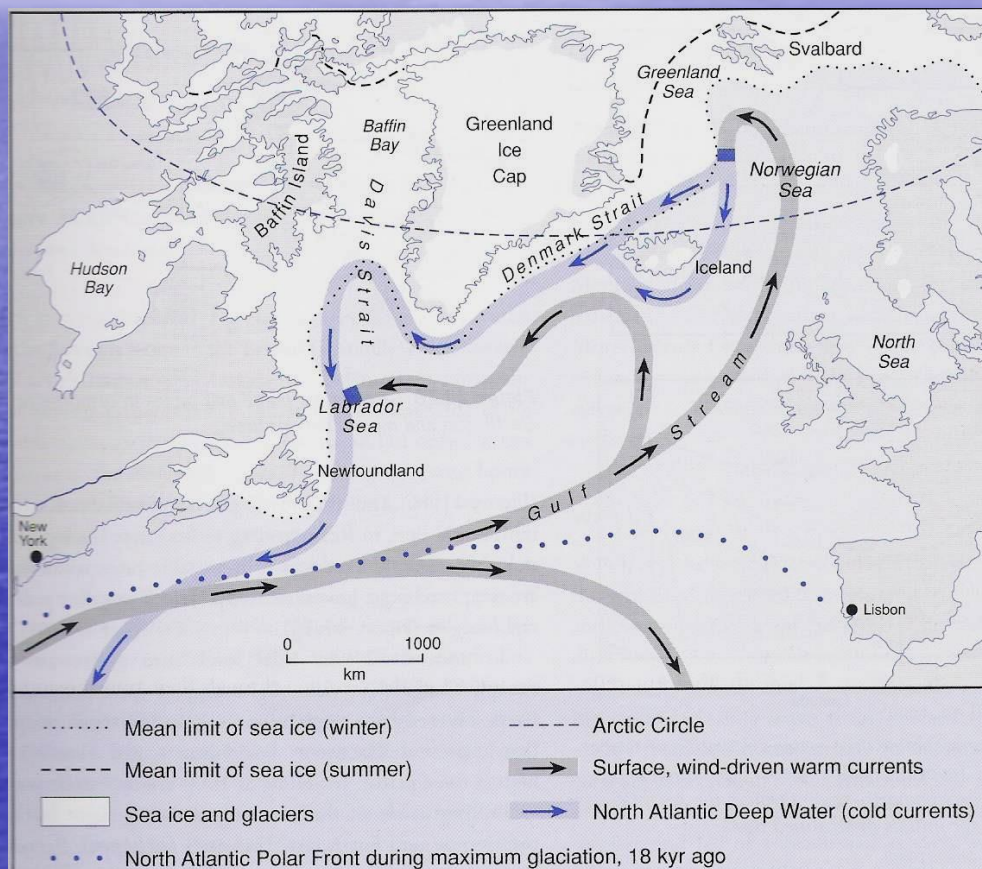 Svalbard
Greenland
Sea
Baffin
Bay
Greenland
Ice
Cap
Baffin Island
Davis Strait
Norwegian
Sea
Denmark Strait
Hudson
Bay
Iceland
North
Sea
Labrador
Sea
Gulf Stream
Newfoundland
New
York
Lisbon
0 1000
km
Mean limit of sea ice (winter)
Arctic Circle
Mean limit of sea ice (summer)
Surface, wind-driven warm currents
Sea ice and glaciers
North Atlantic Deep Water (cold currents)
North Atlantic Polar Front during maximum glaciation, 18 kyr ago